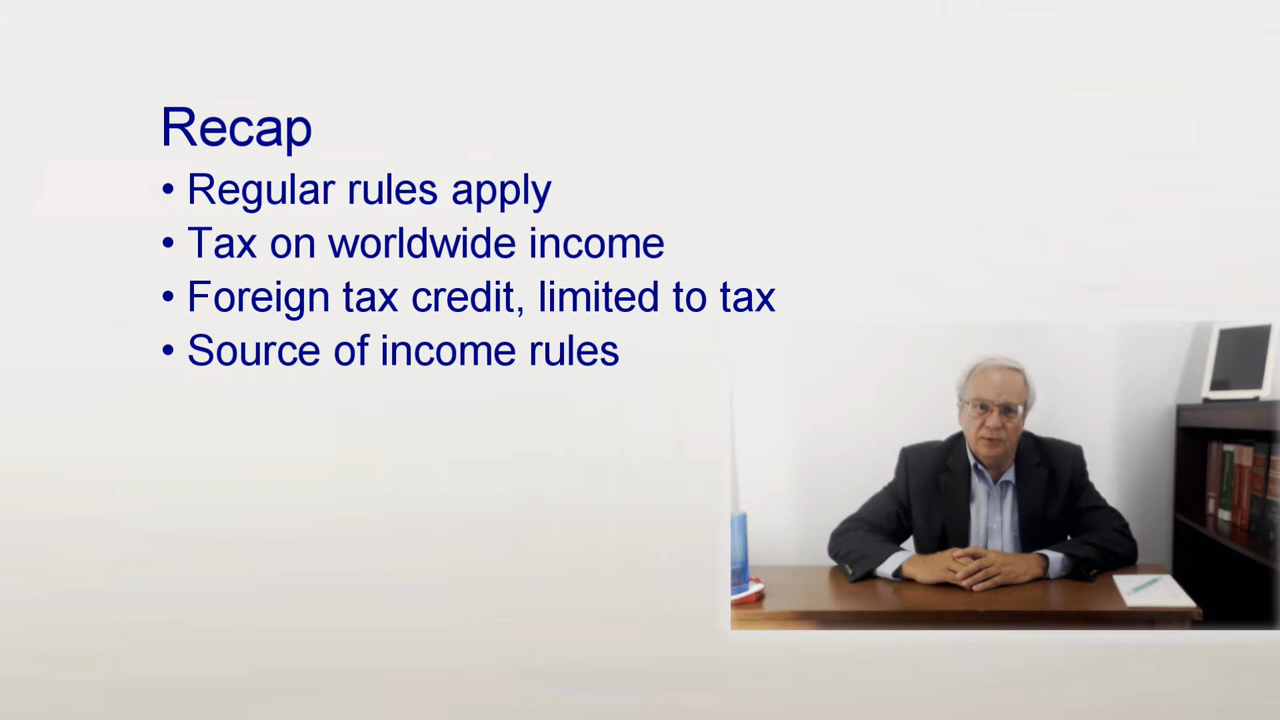 Recap
• Regular rules apply
• Tax on worldwide income
• Foreign tax credit, limited to tax
• Source of income rules